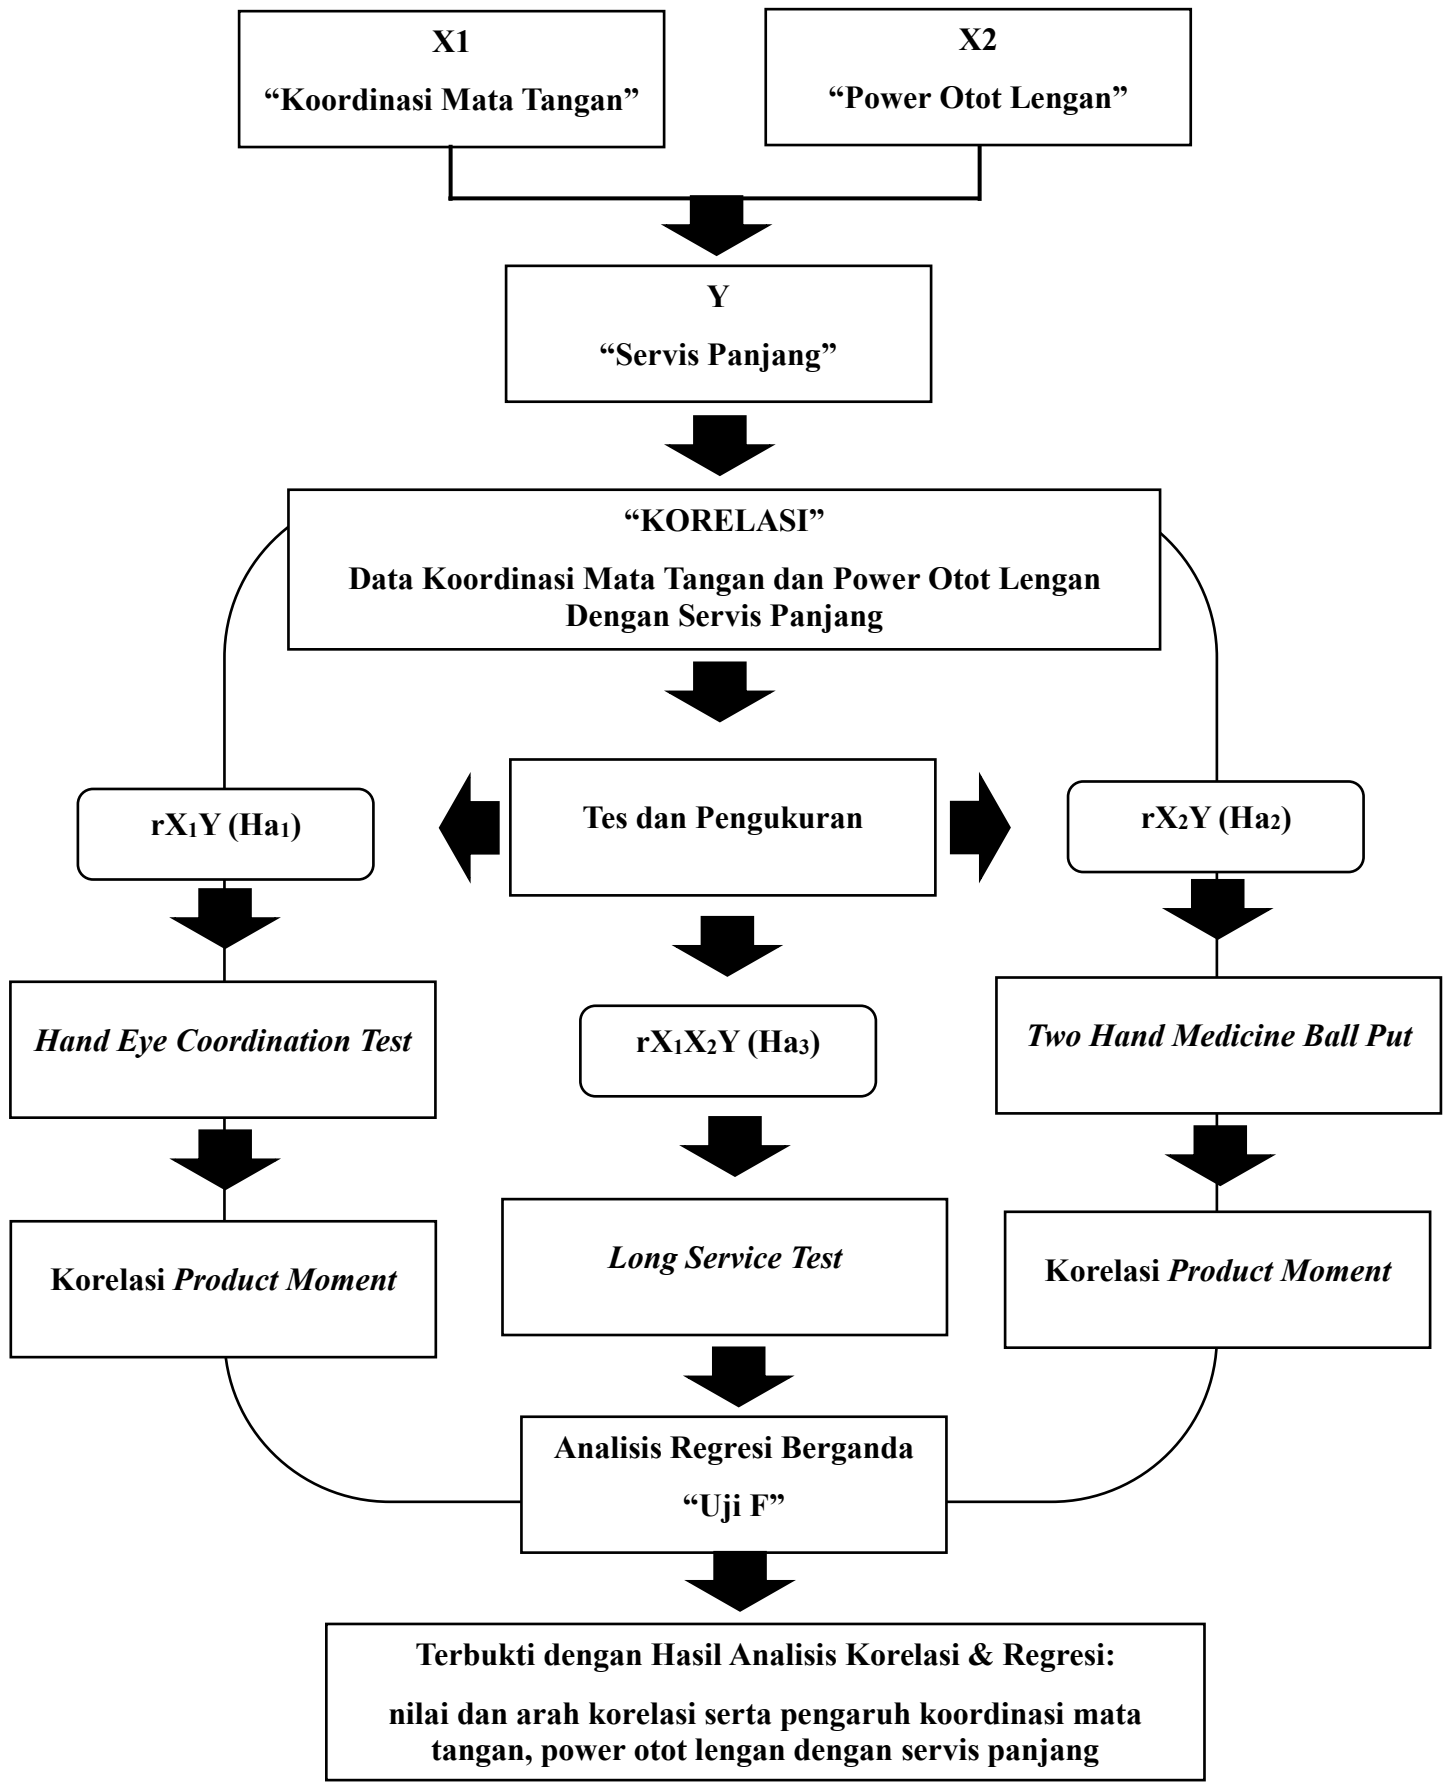 X1
“Koordinasi Mata Tangan”
X2
“Power Otot Lengan”
Y
“Servis Panjang”
“KORELASI”
Data Koordinasi Mata Tangan dan Power Otot Lengan
Dengan Servis Panjang
rX₁Y (Ha₁)
Tes dan Pengukuran
rX₂Y (Ha₂)
Hand Eye Coordination Test
rX₁X₂Y (Ha₃)
Two Hand Medicine Ball Put
Korelasi Product Moment
Long Service Test
Korelasi Product Moment
Analisis Regresi Berganda
“Uji F”
Terbukti dengan Hasil Analisis Korelasi & Regresi:
nilai dan arah korelasi serta pengaruh koordinasi mata
tangan, power otot lengan dengan servis panjang